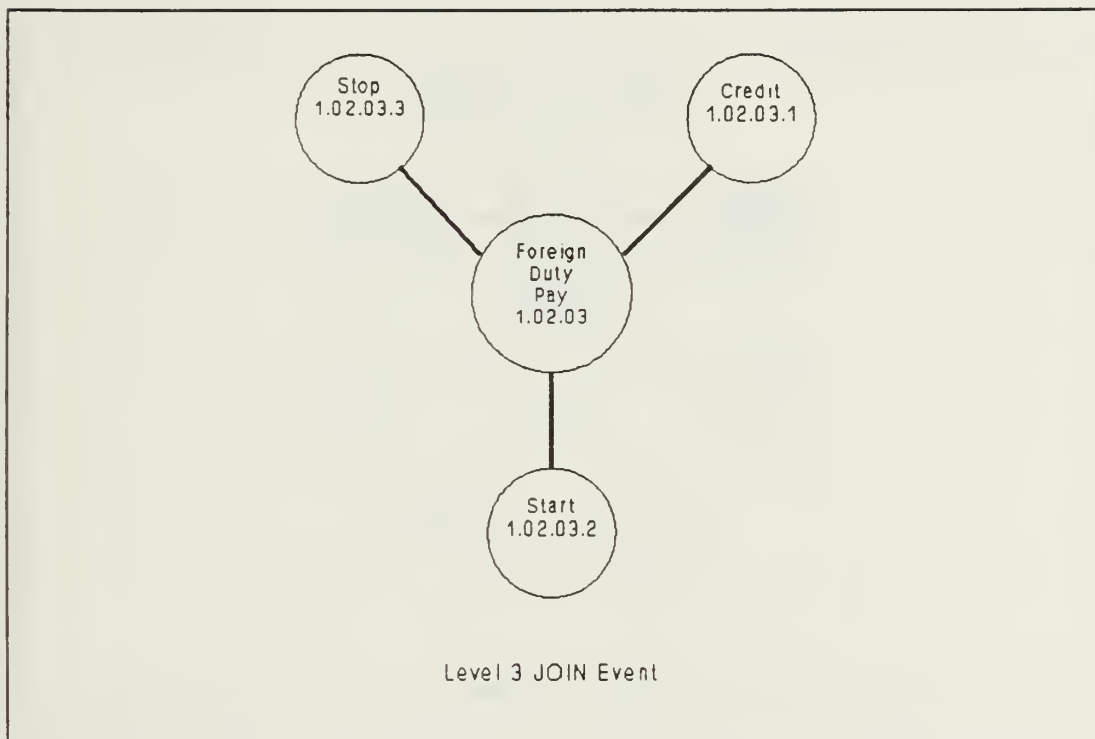 Stop
1.02.03.3
Credit
1.02.03.1
Foreign
Duty
Pay
1.02.03
Start
1.02.03.2
Level 3 JOIN Event